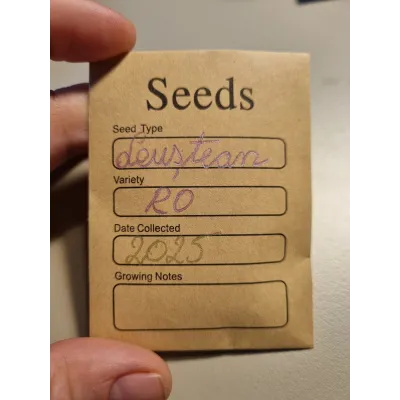 Seeds
Seed Type
Leuștean
Variety
RO
Date Collected
2025
Growing Notes